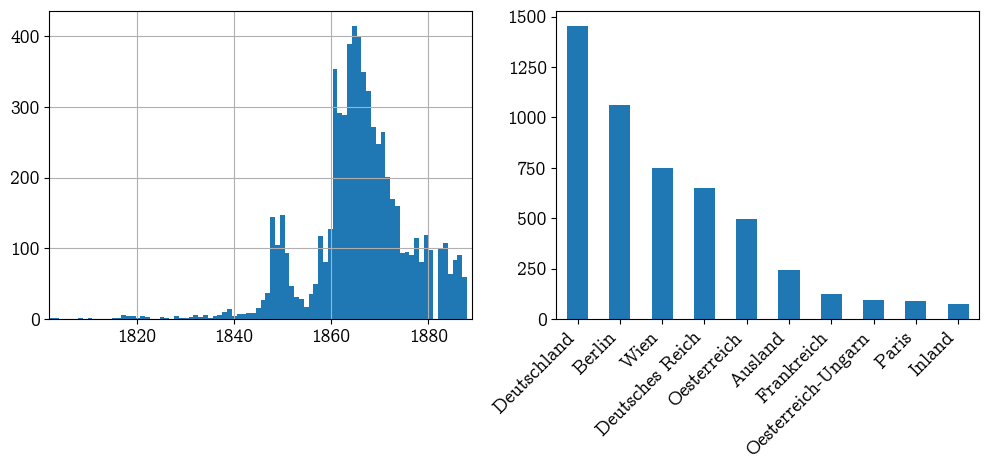 400
300
200
100
0
1820 1840 1860 1880
1500
1250
1000
750
500
250
0
Deutschland
Berlin
Wien
Deutsches Reich
Oesterreich
Ausland
Frankreich
Oesterreich-Ungarn
Paris
Inland